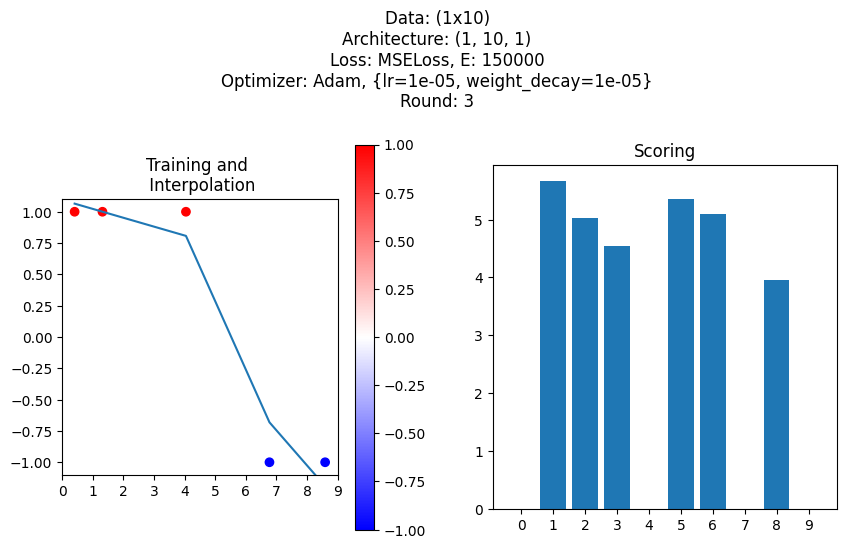 Data: (1x10)
Architecture: (1, 10, 1)
Loss: MSELoss, E: 150000
Optimizer: Adam, {lr=1e-05, weight_decay=1e-05}
Round: 3
Training and
Interpolation
1.00
0.75
0.50
0.25
0.00
−0.25
−0.50
−0.75
−1.00
0 1 2 3 4 5 6 7 8 9
1.00
0.75
0.50
0.25
0.00
−0.25
−0.50
−0.75
−1.00
Scoring
5
4
3
2
1
0
0 1 2 3 4 5 6 7 8 9